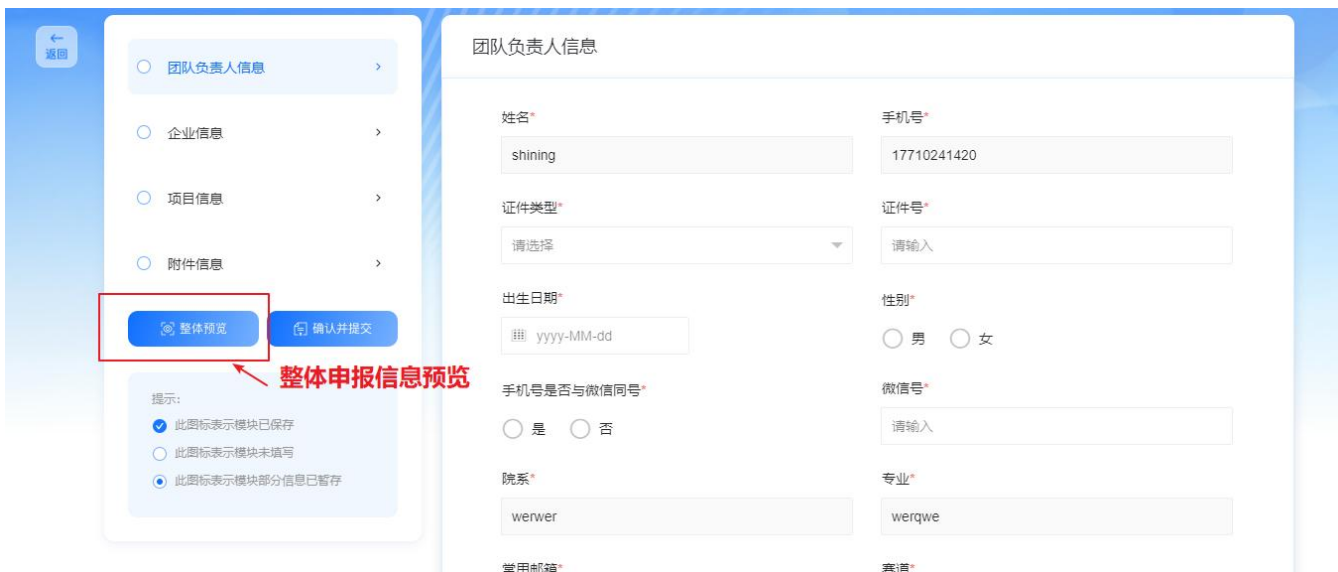 返回
团队负责人信息
企业信息
项目信息
附件信息
整体预览
确认并提交
整体申报信息预览
提示:
此图标表示模块已保存
此图标表示模块未填写
此图标表示模块部分信息已暂存
团队负责人信息
姓名* 手机号*
shining 17710241420
证件类型* 证件号*
请选择 请输入
出生日期* 性别*
yyyy-MM-dd 男 女
手机号是否与微信同号* 微信号*
是 否 请输入
院系* 专业*
werwer werqwe
常用邮箱* 赛道*